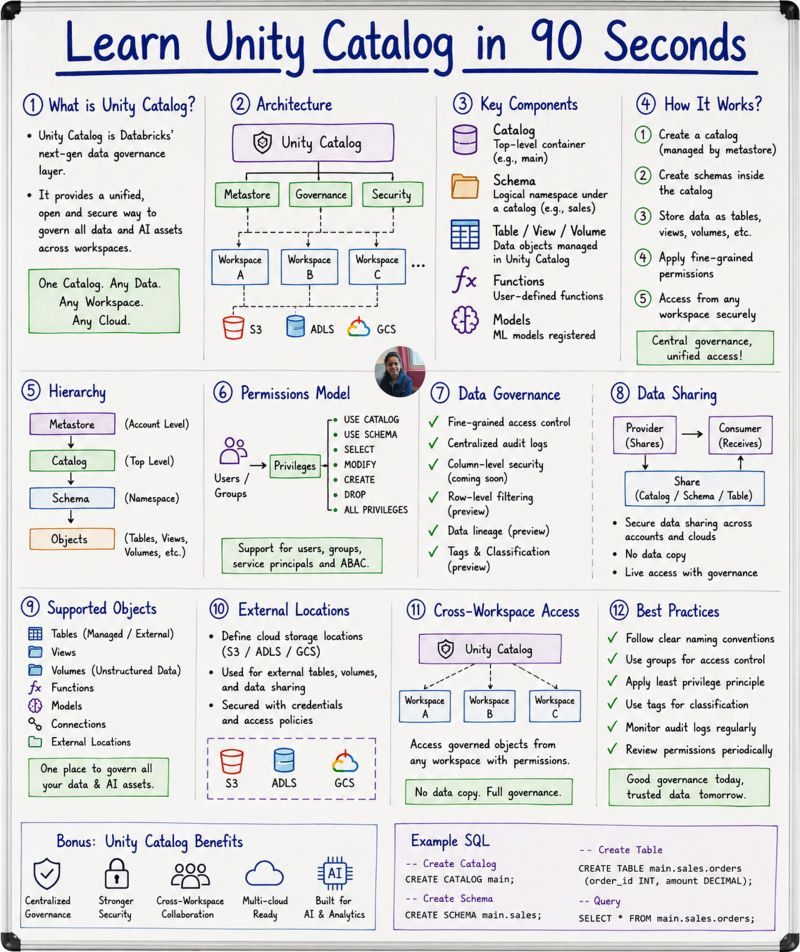 Learn Unity Catalog in 90 Seconds
1 What is Unity Catalog?
• Unity Catalog is Databricks'
next-gen data governance
layer.
• It provides a unified,
open and secure way to
govern all data and AI assets
across workspaces.
One Catalog. Any Data.
Any Workspace.
Any Cloud.
2 Architecture
Unity Catalog
Metastore Governance Security
Workspace A Workspace B Workspace C ...
S3 ADLS GCS
3 Key Components
Catalog
Top-level container
(e.g., main)
Schema
Logical namespace under
a catalog (e.g., sales)
Table / View / Volume
Data objects managed
in Unity Catalog
fx Functions
User-defined functions
Models
ML models registered
4 How It Works?
1 Create a catalog
(managed by metastore)
2 Create schemas inside
the catalog
3 Store data as tables,
views, volumes, etc.
4 Apply fine-grained
permissions
5 Access from any
workspace securely
Central governance,
unified access!
5 Hierarchy
Metastore (Account Level)
Catalog (Top Level)
Schema (Namespace)
Objects (Tables, Views,
Volumes, etc.)
6 Permissions Model
Users /
Groups
Privileges
• USE CATALOG
• USE SCHEMA
• SELECT
• MODIFY
• CREATE
• DROP
• ALL PRIVILEGES
Support for users, groups,
service principals and ABAC.
7 Data Governance
✓ Fine-grained access control
✓ Centralized audit logs
✓ Column-level security
(coming soon)
✓ Row-level filtering
(preview)
✓ Data lineage (preview)
✓ Tags & Classification
(preview)
8 Data Sharing
Provider
(Shares)
Consumer
(Receives)
Share
(Catalog / Schema / Table)
• Secure data sharing across
accounts and clouds
• No data copy
• Live access with governance
9 Supported Objects
Tables (Managed / External)
Views
Volumes (Unstructured Data)
fx Functions
Models
Connections
External Locations
One place to govern all
your data & AI assets.
10 External Locations
• Define cloud storage locations
(S3 / ADLS / GCS)
• Used for external tables, volumes,
and data sharing
• Secured with credentials
and access policies
S3 ADLS GCS
11 Cross-Workspace Access
Unity Catalog
Workspace A Workspace B Workspace C
Access governed objects from
any workspace with permissions.
No data copy. Full governance.
12 Best Practices
✓ Follow clear naming conventions
✓ Use groups for access control
✓ Apply least privilege principle
✓ Use tags for classification
✓ Monitor audit logs regularly
✓ Review permissions periodically
Good governance today,
trusted data tomorrow.
Bonus: Unity Catalog Benefits
Centralized
Governance
Stronger
Security
Cross-Workspace
Collaboration
Multi-cloud
Ready
AI
Built for
AI & Analytics
Example SQL
-- Create Catalog
CREATE CATALOG main;
-- Create Schema
CREATE SCHEMA main.sales;
-- Create Table
CREATE TABLE main.sales.orders
(order_id INT, amount DECIMAL);
-- Query
SELECT * FROM main.sales.orders;